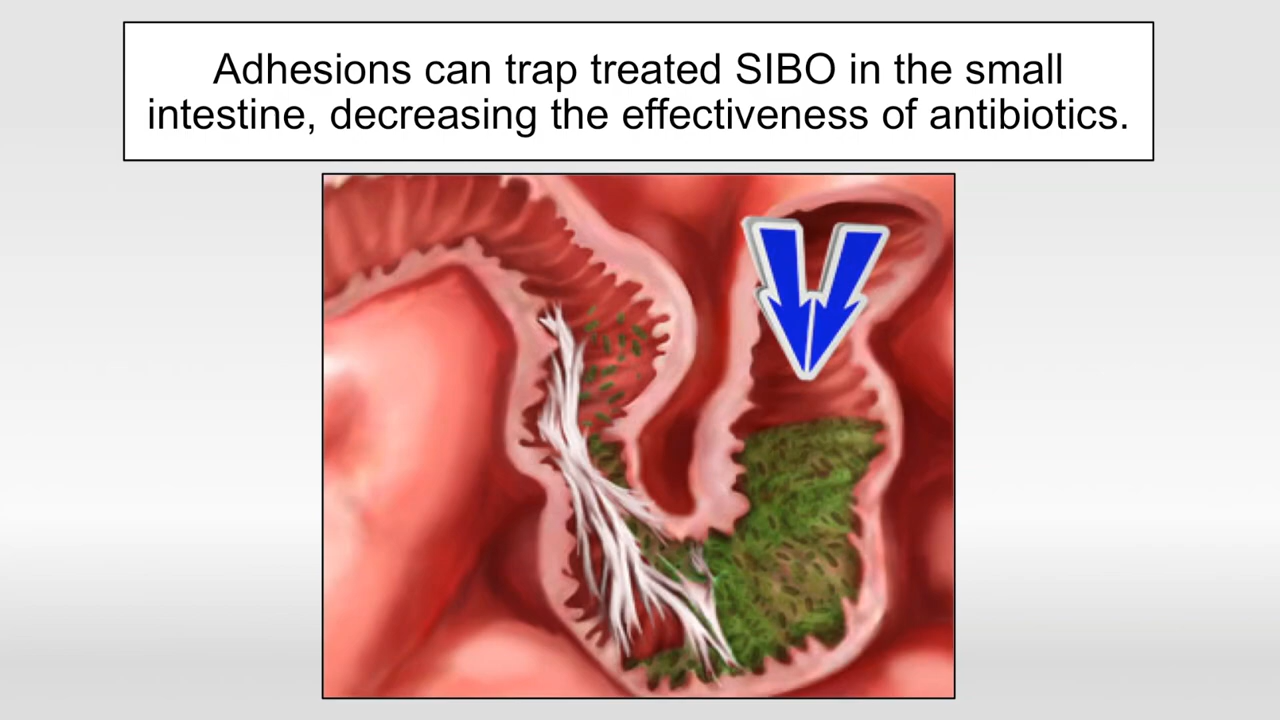 Adhesions can trap treated SIBO in the small
intestine, decreasing the effectiveness of antibiotics.